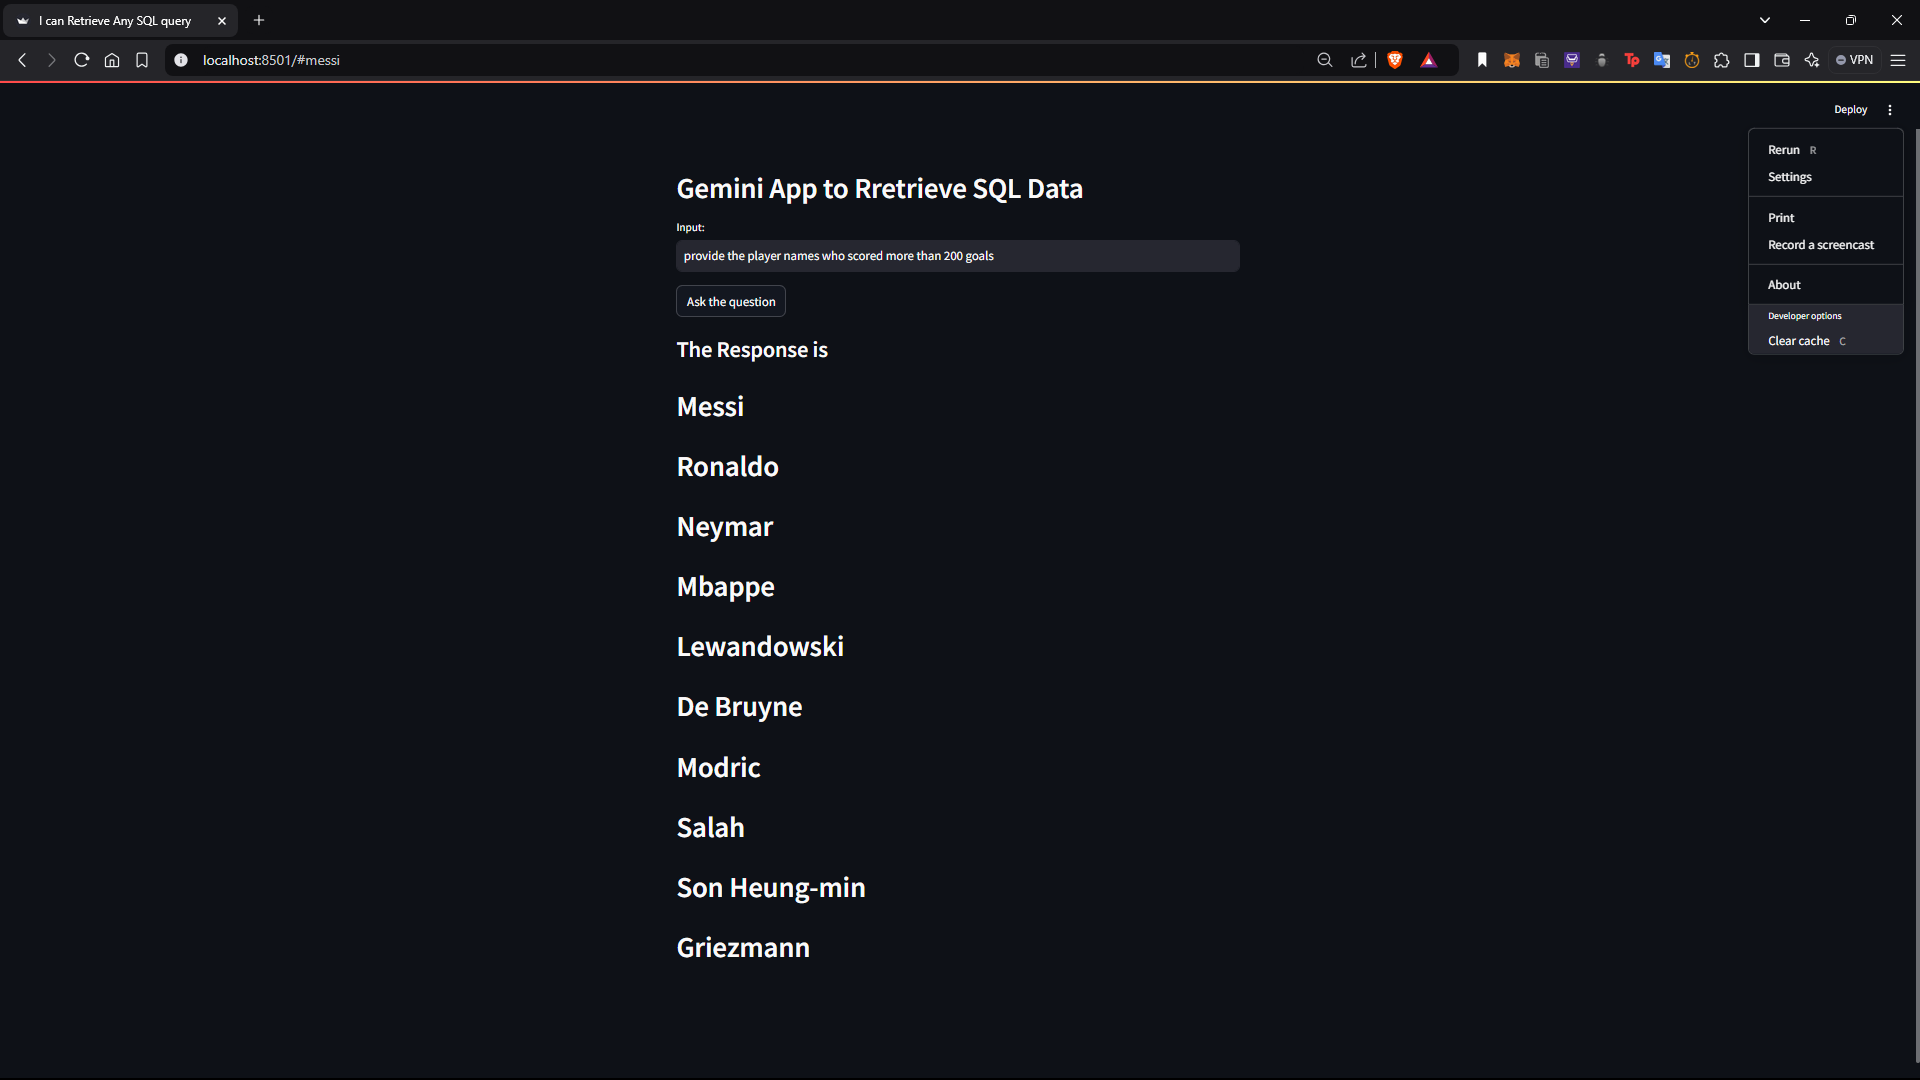 I can Retrieve Any SQL query
localhost:8501/#messi
VPN
Deploy
Rerun R
Settings
Print
Record a screencast
About
Developer options
Clear cache C
Gemini App to Rretrieve SQL Data
Input:
provide the player names who scored more than 200 goals
Ask the question
The Response is
Messi
Ronaldo
Neymar
Mbappe
Lewandowski
De Bruyne
Modric
Salah
Son Heung-min
Griezmann